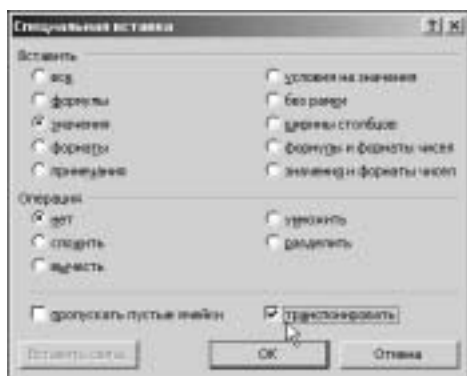 Специальная вставка
Вставить
все
условия на значения
формулы
без рамки
значения
ширины столбцов
форматы
формулы и форматы чисел
примечания
значения и форматы чисел
Операция
нет
умножить
сложить
разделить
вычесть
пропускать пустые ячейки
транспонировать
Вставить связь
ОК
Отмена